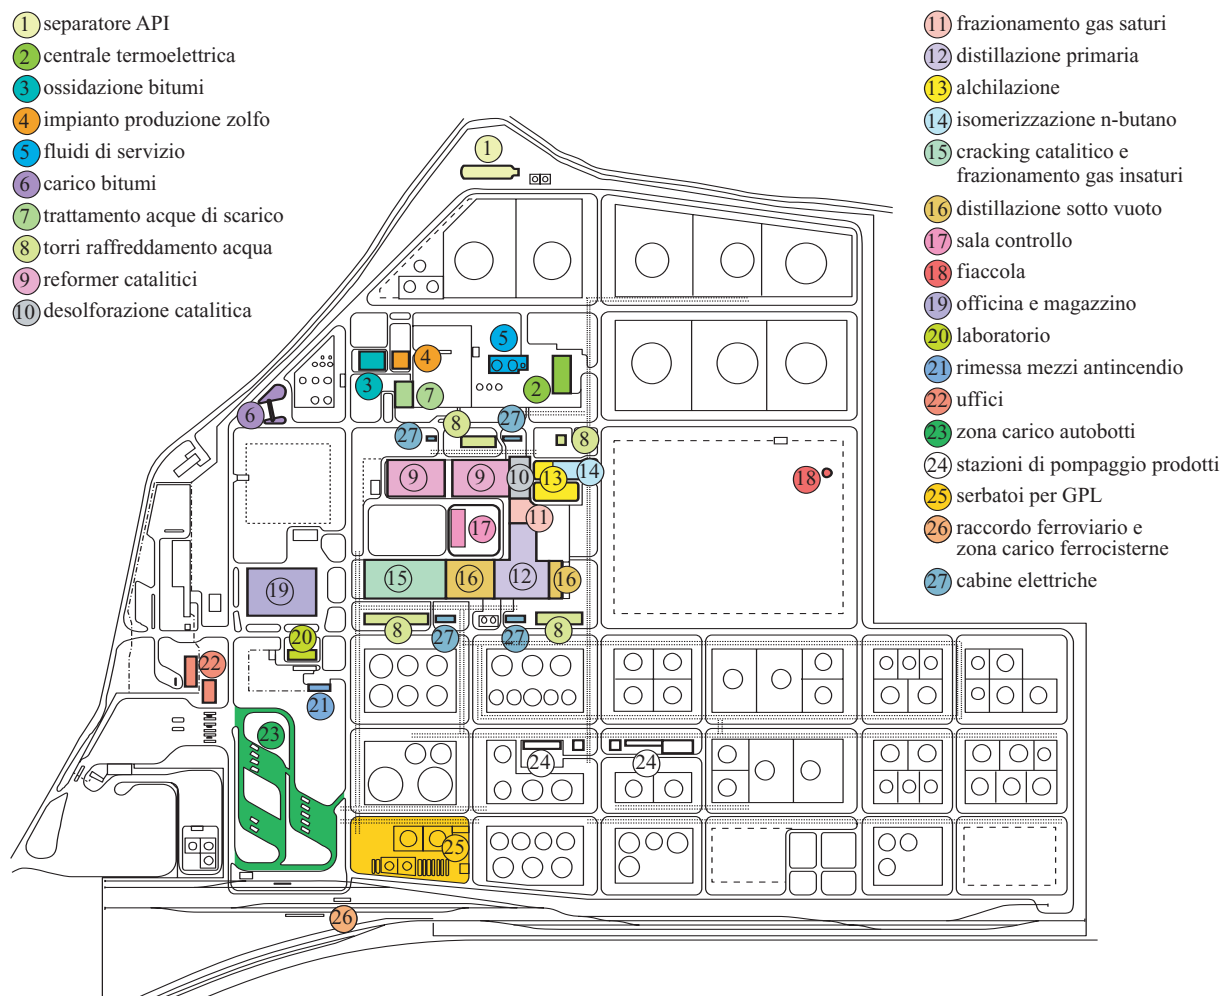 1 separatore API
2 centrale termoelettrica
3 ossidazione bitumi
4 impianto produzione zolfo
5 fluidi di servizio
6 carico bitumi
7 trattamento acque di scarico
8 torri raffreddamento acqua
9 reformer catalitici
10 desolforazione catalitica
11 frazionamento gas saturi
12 distillazione primaria
13 alchilazione
14 isomerizzazione n-butano
15 cracking catalitico e
frazionamento gas insaturi
16 distillazione sotto vuoto
17 sala controllo
18 fiaccola
19 officina e magazzino
20 laboratorio
21 rimessa mezzi antincendio
22 uffici
23 zona carico autobotti
24 stazioni di pompaggio prodotti
25 serbatoi per GPL
26 raccordo ferroviario e
zona carico ferrocisterne
27 cabine elettriche
1
5
4
3
2
7
6
27
8
27
8
9
9
10
13
14
11
17
18
15
16
12
16
19
8
27
27
8
20
22
21
23
24
24
25
26